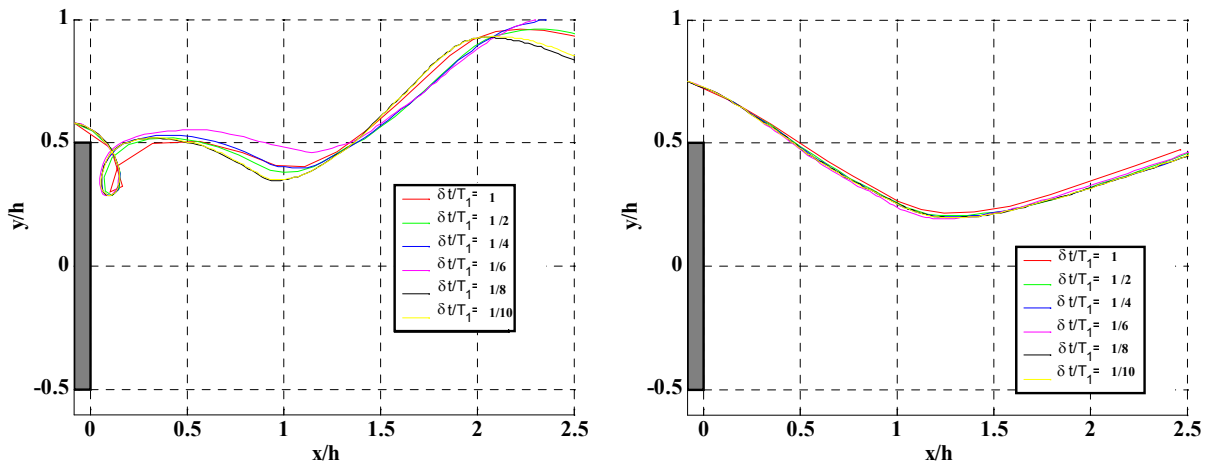 1
0.5
0
-0.5
y/h
0 0.5 1 1.5 2 2.5
x/h
δt/T₁= 1
δt/T₁= 1/2
δt/T₁= 1/4
δt/T₁= 1/6
δt/T₁= 1/8
δt/T₁= 1/10
1
0.5
0
-0.5
y/h
0 0.5 1 1.5 2 2.5
x/h
δt/T₁= 1
δt/T₁= 1/2
δt/T₁= 1/4
δt/T₁= 1/6
δt/T₁= 1/8
δt/T₁= 1/10